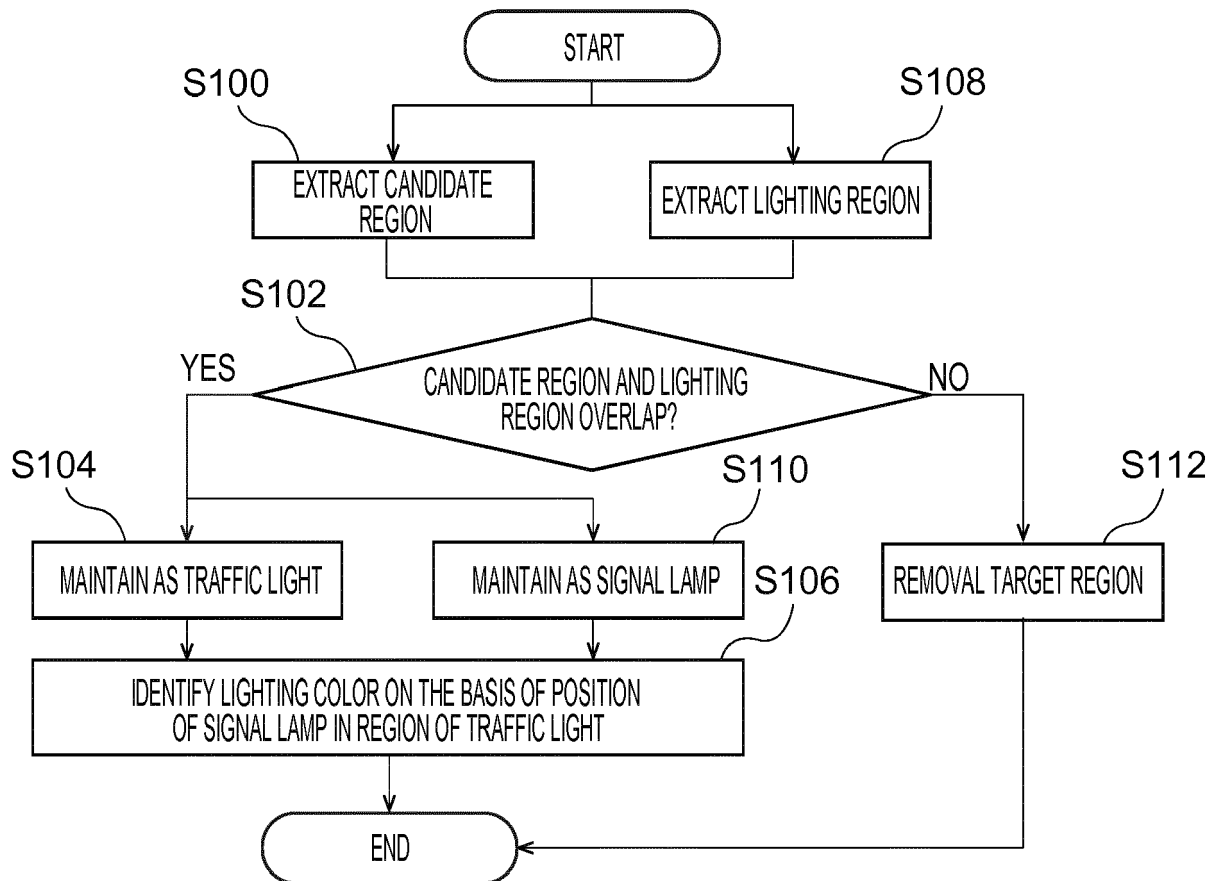 START
S100
S108
EXTRACT CANDIDATE
REGION
EXTRACT LIGHTING REGION
S102
YES
NO
CANDIDATE REGION AND LIGHTING
REGION OVERLAP?
S104
S110
S112
MAINTAIN AS TRAFFIC LIGHT
MAINTAIN AS SIGNAL LAMP
REMOVAL TARGET REGION
S106
IDENTIFY LIGHTING COLOR ON THE BASIS OF POSITION
OF SIGNAL LAMP IN REGION OF TRAFFIC LIGHT
END